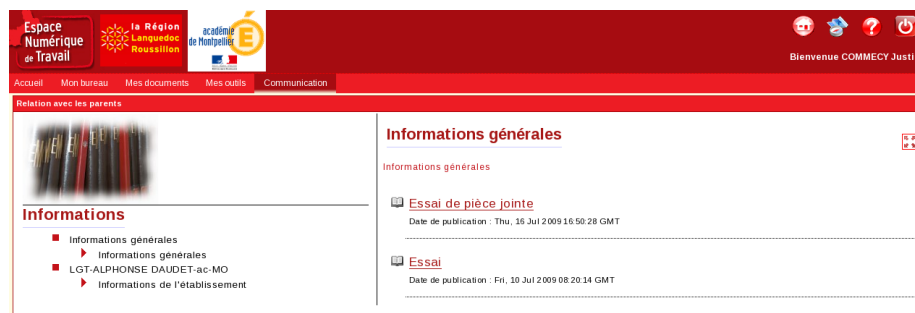 Espace
Numérique
de Travail
la Région
Languedoc
Roussillon
académie
de Montpellier
Bienvenue COMMECY Justi
Accueil Mon bureau Mes documents Mes outils Communication
Relation avec les parents
Informations
Informations générales
Informations générales
LGT-ALPHONSE DAUDET-ac-MO
Informations de l'établissement
Informations générales
Informations générales
Essai de pièce jointe
Date de publication : Thu, 16 Jul 2009 16:50:28 GMT
Essai
Date de publication : Fri, 10 Jul 2009 08:20:14 GMT